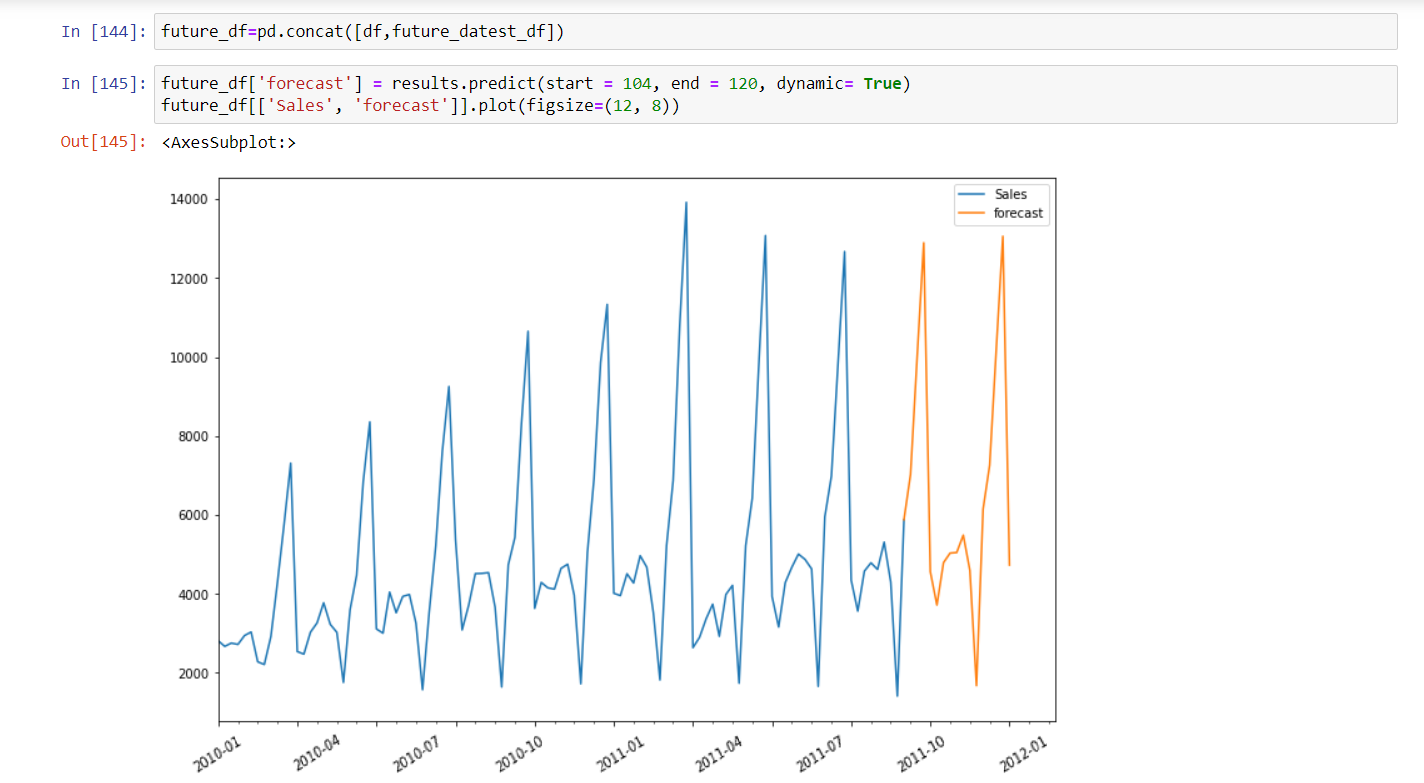 In [144]: future_df=pd.concat([df,future_datest_df])
In [145]: future_df['forecast'] = results.predict(start = 104, end = 120, dynamic= True)
future_df[['Sales', 'forecast']].plot(figsize=(12, 8))
Out[145]: <AxesSubplot:>
Sales
forecast
14000
12000
10000
8000
6000
4000
2000
2010-01 2010-04 2010-07 2010-10 2011-01 2011-04 2011-07 2011-10 2012-01